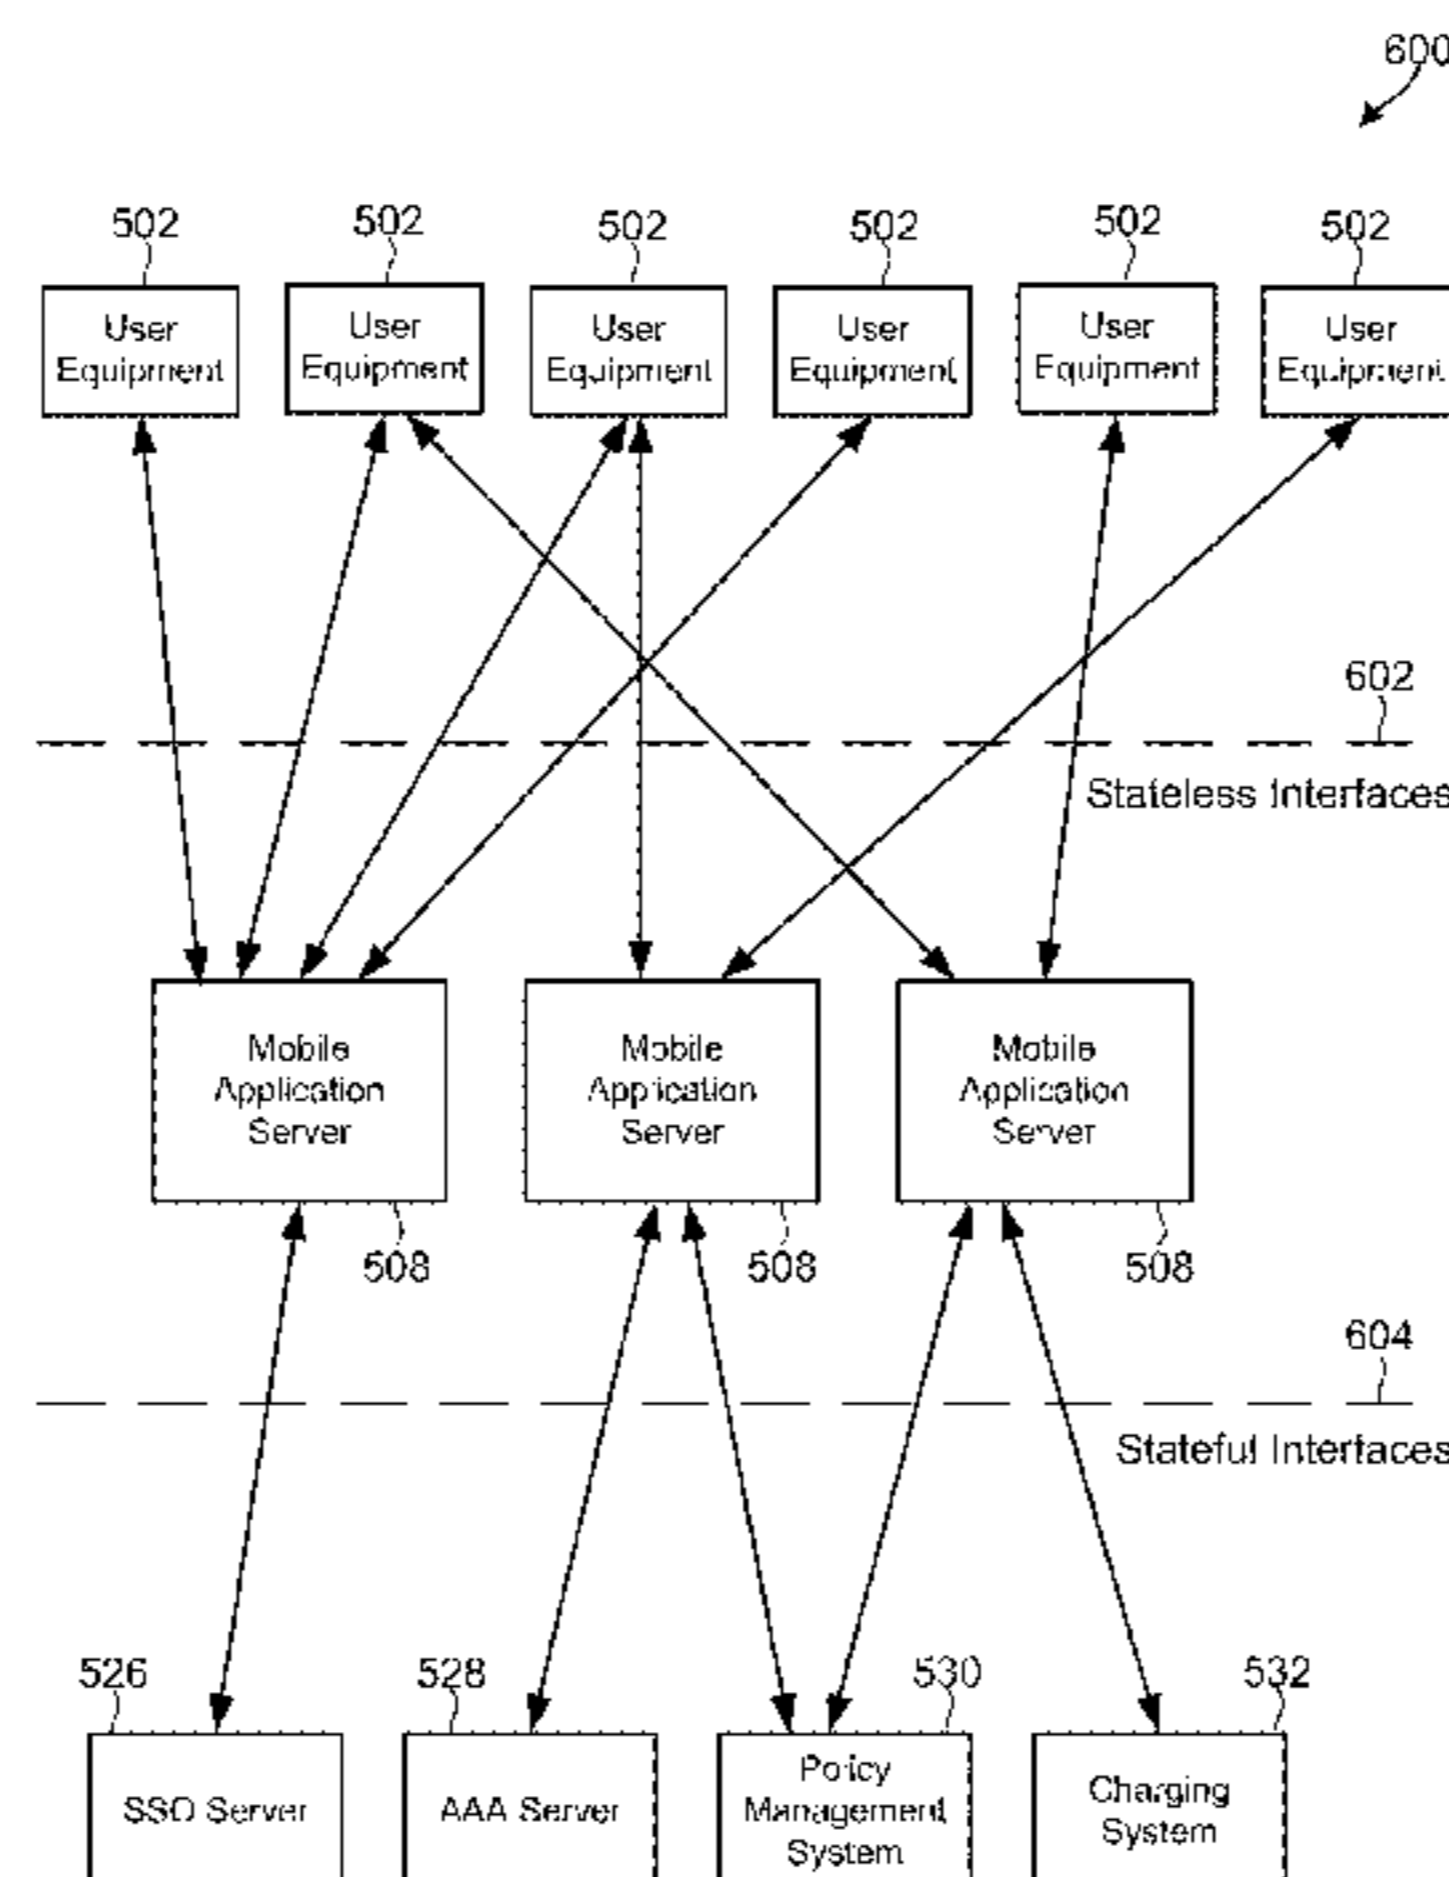 600
502
502
502
502
502
502
User
Equipment
User
Equipment
User
Equipment
User
Equipment
User
Equipment
User
Equipment
602
Stateless Interfaces
Mobile
Application
Server
Mobile
Application
Server
Mobile
Application
Server
508
508
508
604
Stateful Interfaces
526
528
530
532
SSO Server
AAA Server
Policy
Management
System
Charging
System